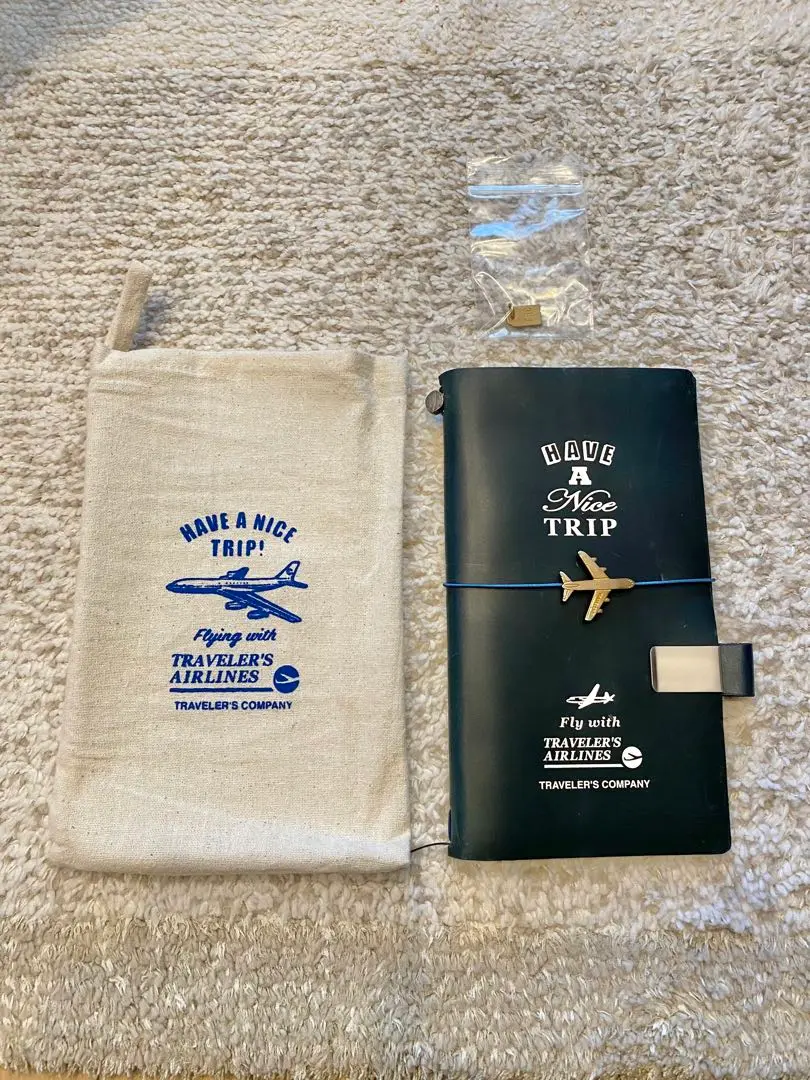 HAVE A NICE
TRIP!
Flying with
TRAVELER'S
AIRLINES
TRAVELER'S COMPANY
HAVE
A
Nice
TRIP
Fly with
TRAVELER'S
AIRLINES
TRAVELER'S COMPANY